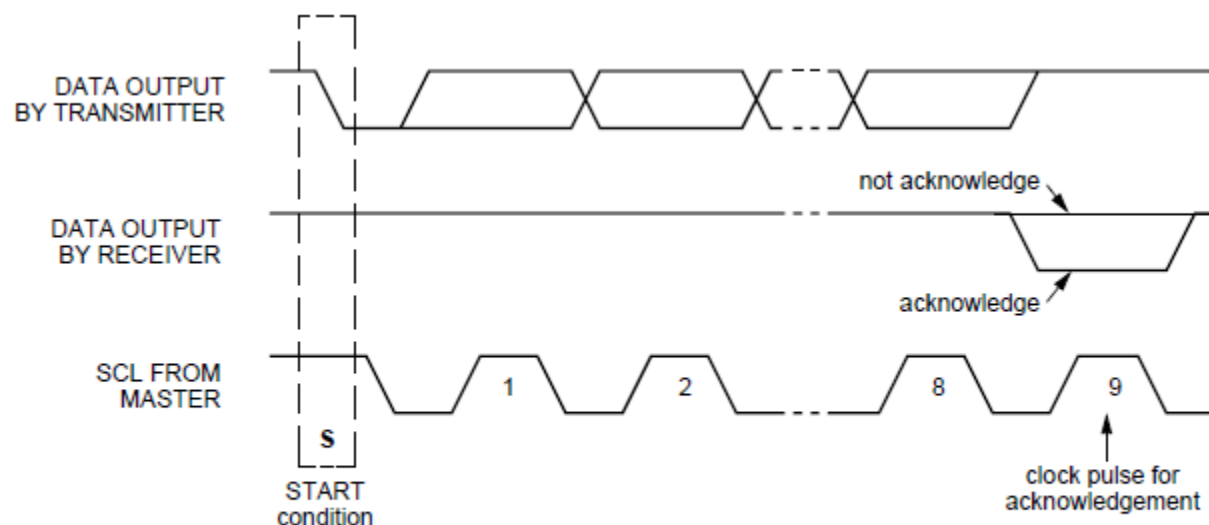 DATA OUTPUT
BY TRANSMITTER
not acknowledge
DATA OUTPUT
BY RECEIVER
acknowledge
SCL FROM
MASTER
1
2
8
9
S
START
condition
clock pulse for
acknowledgement